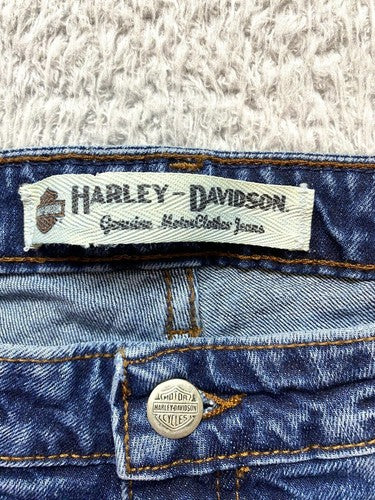 HARLEY-DAVIDSON
Genuine MotorClothes Jeans
MOTOR
HARLEY-DAVIDSON
CYCLES